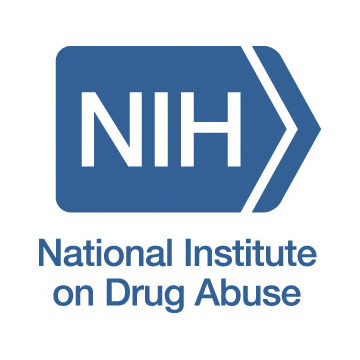 NIH
National Institute
on Drug Abuse